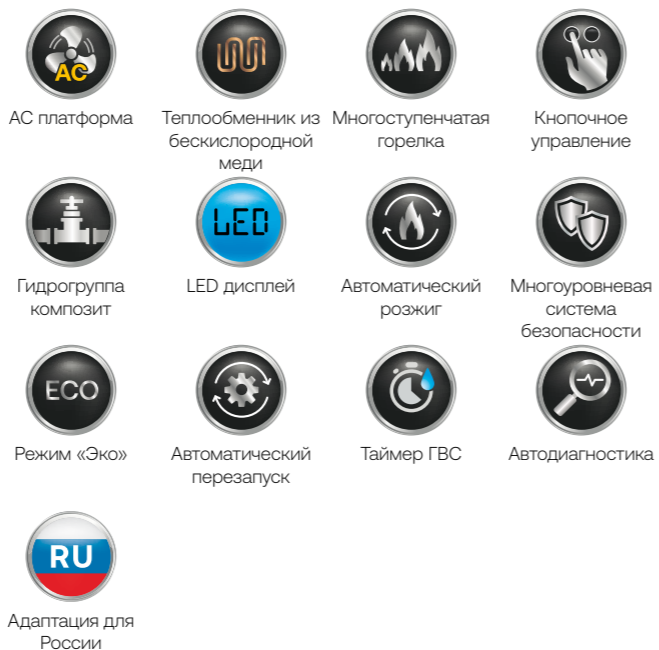 AC
AC платформа
Теплообменник из
бескислородной
меди
Многоступенчатая
горелка
Кнопочное
управление
Гидрогруппа
композит
LED
LED дисплей
Автоматический
розжиг
Многоуровневая
система
безопасности
ECO
Режим «Эко»
Автоматический
перезапуск
Таймер ГВС
Автодиагностика
RU
Адаптация для
России